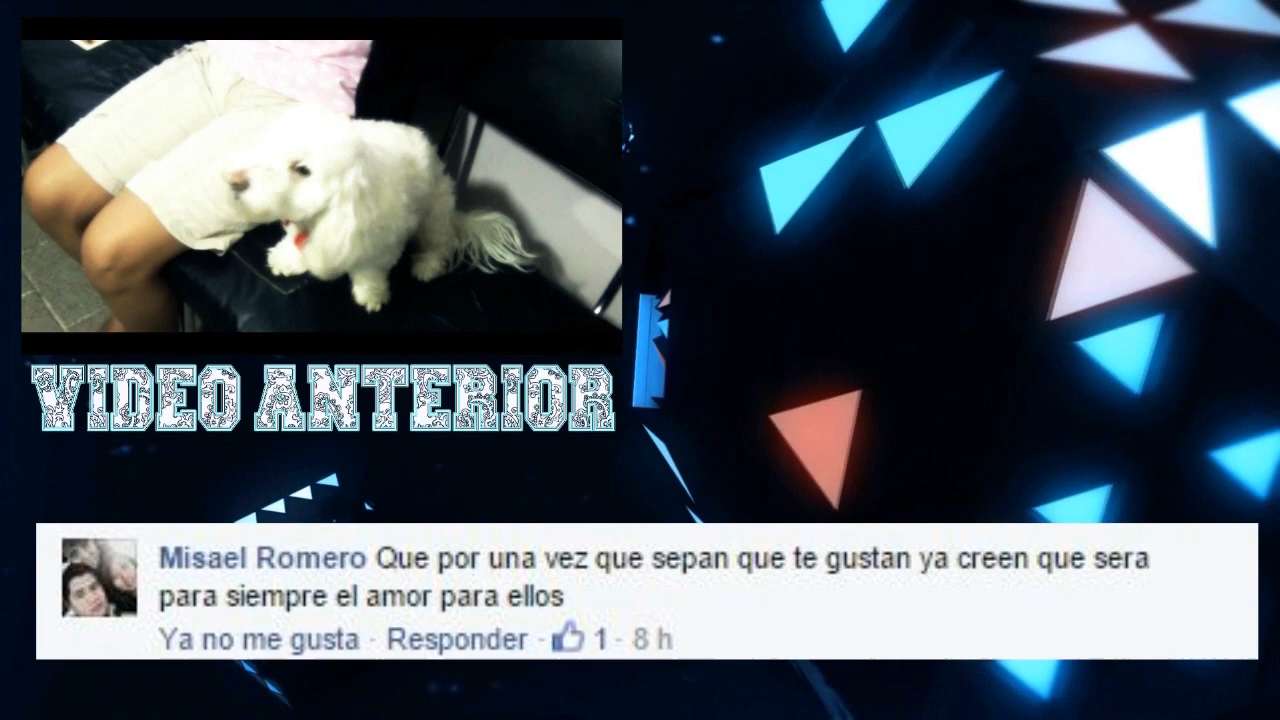 VIDEO ANTERIOR
Misael Romero Que por una vez que sepan que te gustan ya creen que sera
para siempre el amor para ellos
Ya no me gusta · Responder · 1 · 8 h